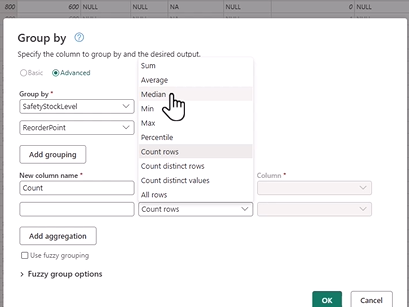 800 600 NULL NULL NA NULL 0 NULL
Group by
Specify the column to group by and the desired output.
Basic Advanced
Group by *
SafetyStockLevel
ReorderPoint
Add grouping
Sum
Average
Median
Min
Max
Percentile
Count rows
Count distinct rows
Count distinct values
All rows
New column name * Column *
Count
Count rows
Add aggregation
Use fuzzy grouping
Fuzzy group options
OK Cancel